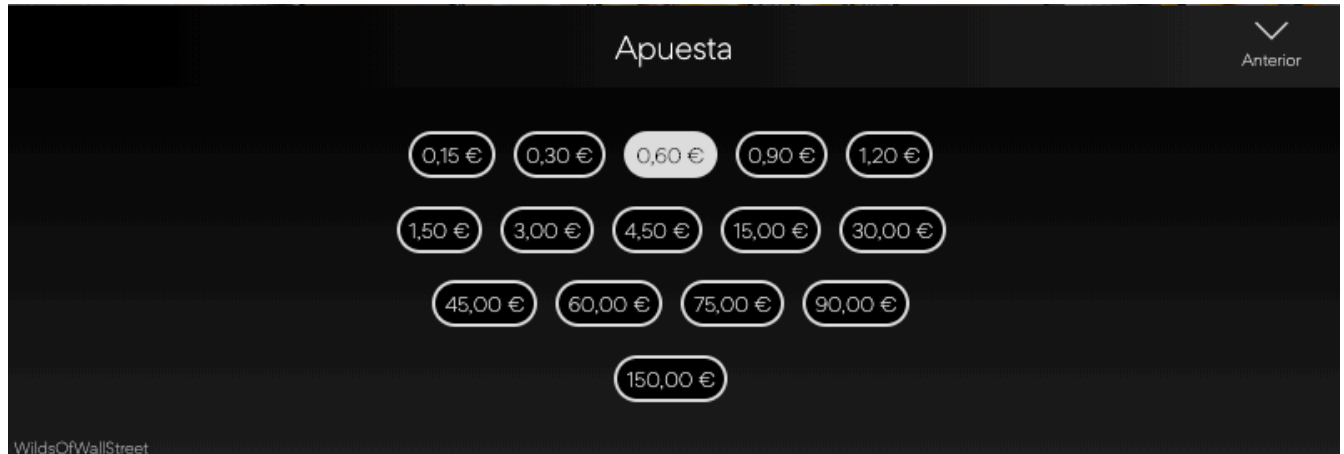 Apuesta
Anterior
0,15 € 0,30 € 0,60 € 0,90 € 1,20 €
1,50 € 3,00 € 4,50 € 15,00 € 30,00 €
45,00 € 60,00 € 75,00 € 90,00 €
150,00 €
WildsOfWallStreet